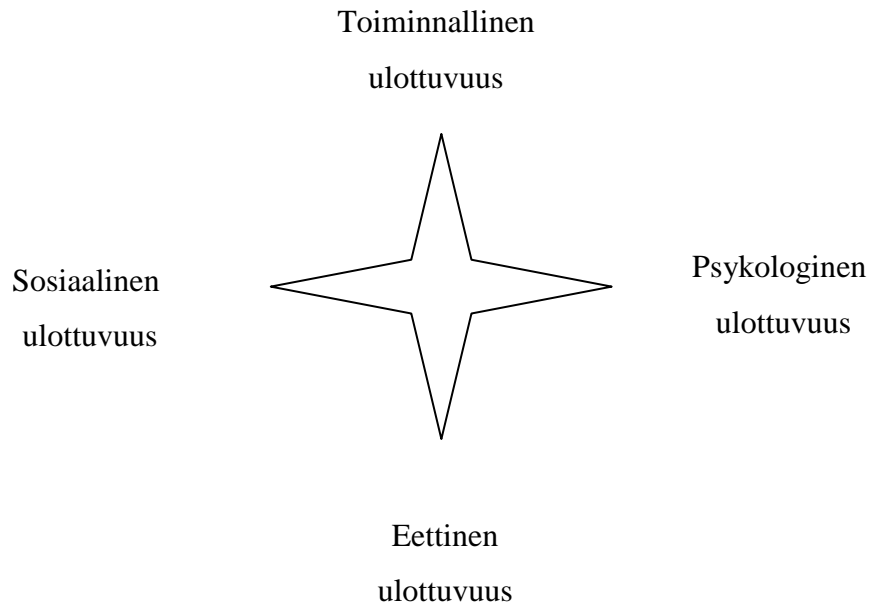 Toiminnallinen
ulottuvuus
Sosiaalinen
ulottuvuus
Psykologinen
ulottuvuus
Eettinen
ulottuvuus